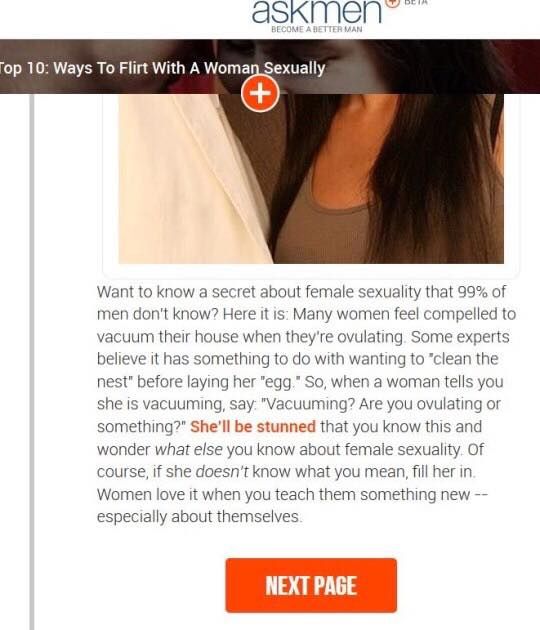 askmen BETA
BECOME A BETTER MAN
Top 10: Ways To Flirt With A Woman Sexually
Want to know a secret about female sexuality that 99% of
men don't know? Here it is: Many women feel compelled to
vacuum their house when they're ovulating. Some experts
believe it has something to do with wanting to "clean the
nest" before laying her "egg." So, when a woman tells you
she is vacuuming, say: "Vacuuming? Are you ovulating or
something?" She'll be stunned that you know this and
wonder what else you know about female sexuality. Of
course, if she doesn't know what you mean, fill her in.
Women love it when you teach them something new --
especially about themselves.
NEXT PAGE